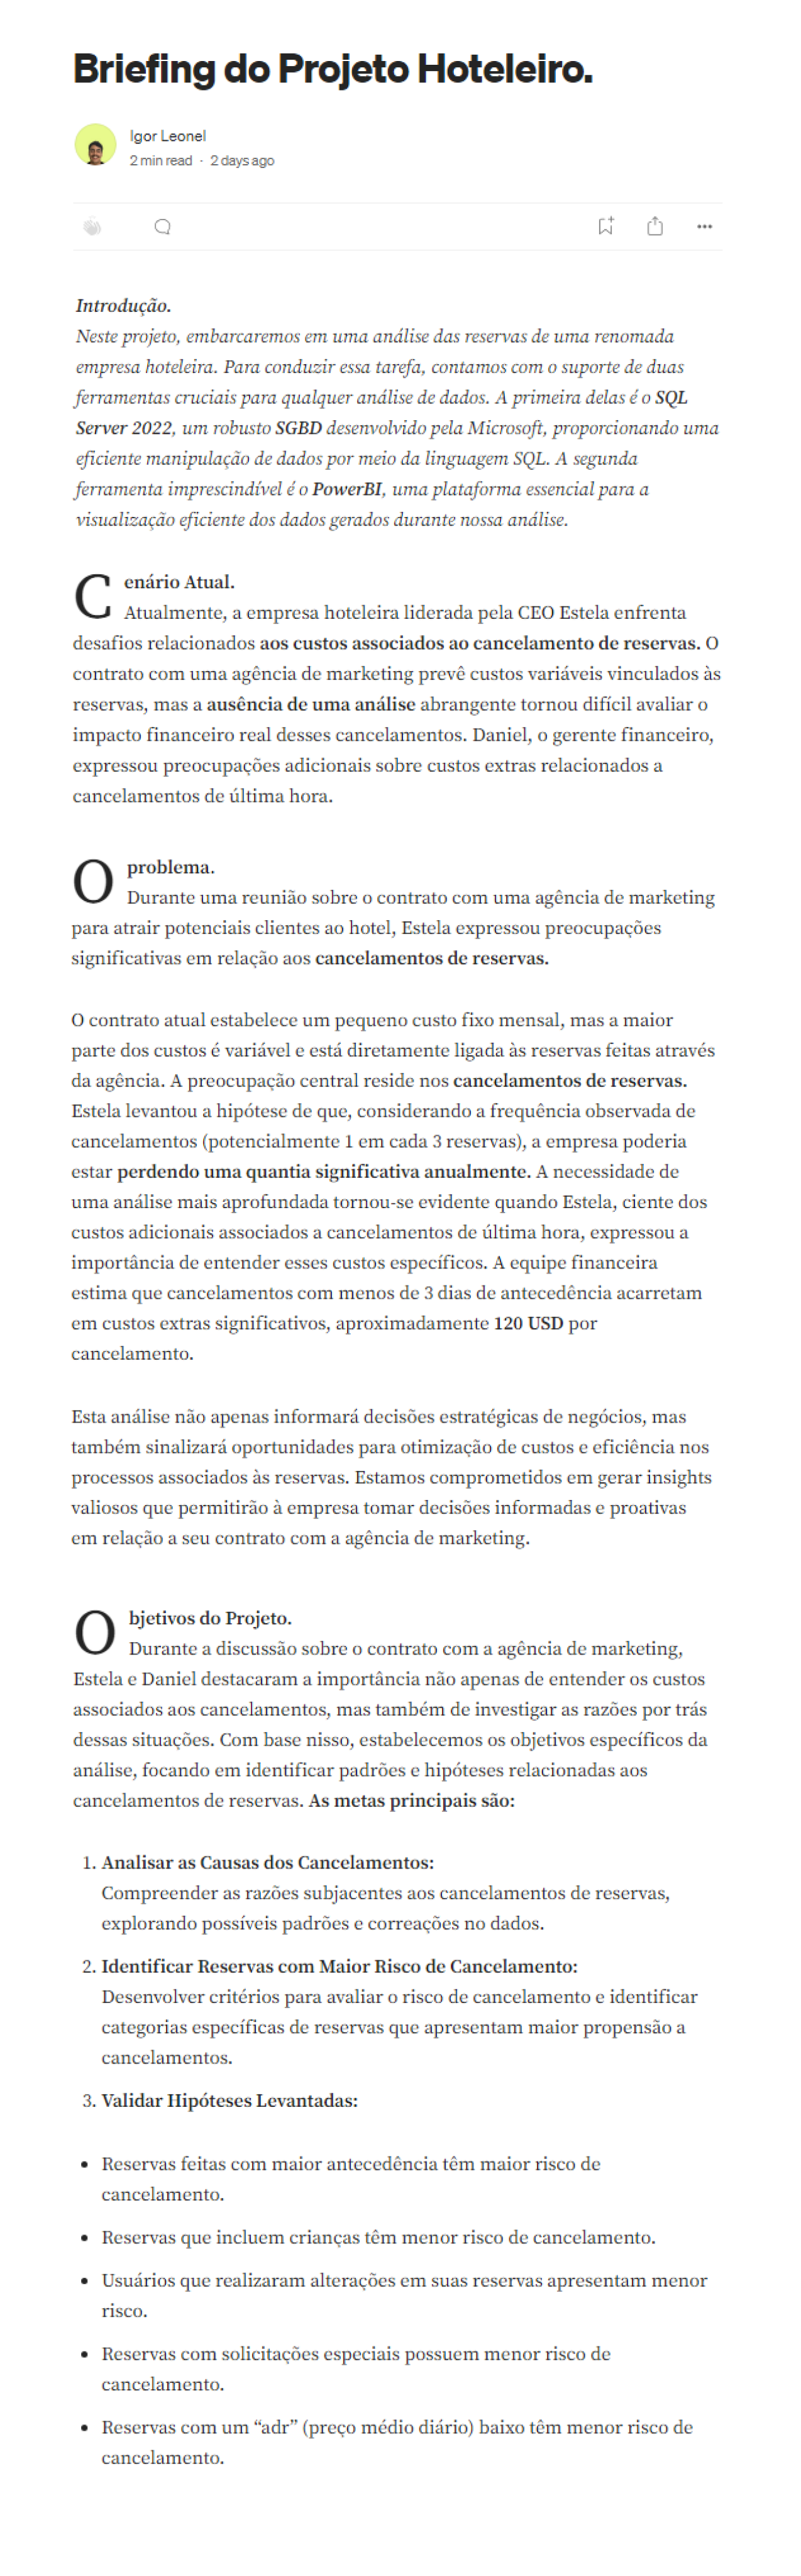 Briefing do Projeto Hoteleiro.
Igor Leonel
2 min read · 2 days ago
Introdução.
Neste projeto, embarcaremos em uma análise das reservas de uma renomada
empresa hoteleira. Para conduzir essa tarefa, contamos com o suporte de duas
ferramentas cruciais para qualquer análise de dados. A primeira delas é o SQL
Server 2022, um robusto SGBD desenvolvido pela Microsoft, proporcionando uma
eficiente manipulação de dados por meio da linguagem SQL. A segunda
ferramenta imprescindível é o PowerBI, uma plataforma essencial para a
visualização eficiente dos dados gerados durante nossa análise.
Cenário Atual.
Atualmente, a empresa hoteleira liderada pela CEO Estela enfrenta
desafios relacionados aos custos associados ao cancelamento de reservas. O
contrato com uma agência de marketing prevê custos variáveis vinculados às
reservas, mas a ausência de uma análise abrangente tornou difícil avaliar o
impacto financeiro real desses cancelamentos. Daniel, o gerente financeiro,
expressou preocupações adicionais sobre custos extras relacionados a
cancelamentos de última hora.
O problema.
Durante uma reunião sobre o contrato com uma agência de marketing
para atrair potenciais clientes ao hotel, Estela expressou preocupações
significativas em relação aos cancelamentos de reservas.
O contrato atual estabelece um pequeno custo fixo mensal, mas a maior
parte dos custos é variável e está diretamente ligada às reservas feitas através
da agência. A preocupação central reside nos cancelamentos de reservas.
Estela levantou a hipótese de que, considerando a frequência observada de
cancelamentos (potencialmente 1 em cada 3 reservas), a empresa poderia
estar perdendo uma quantia significativa anualmente. A necessidade de
uma análise mais aprofundada tornou-se evidente quando Estela, ciente dos
custos adicionais associados a cancelamentos de última hora, expressou a
importância de entender esses custos específicos. A equipe financeira
estima que cancelamentos com menos de 3 dias de antecedência acarretam
em custos extras significativos, aproximadamente 120 USD por
cancelamento.
Esta análise não apenas informará decisões estratégicas de negócios, mas
também sinalizará oportunidades para otimização de custos e eficiência nos
processos associados às reservas. Estamos comprometidos em gerar insights
valiosos que permitirão à empresa tomar decisões informadas e proativas
em relação a seu contrato com a agência de marketing.
Objetivos do Projeto.
Durante a discussão sobre o contrato com a agência de marketing,
Estela e Daniel destacaram a importância não apenas de entender os custos
associados aos cancelamentos, mas também de investigar as razões por trás
dessas situações. Com base nisso, estabelecemos os objetivos específicos da
análise, focando em identificar padrões e hipóteses relacionadas aos
cancelamentos de reservas. As metas principais são:
1. Analisar as Causas dos Cancelamentos:
Compreender as razões subjacentes aos cancelamentos de reservas,
explorando possíveis padrões e correações no dados.
2. Identificar Reservas com Maior Risco de Cancelamento:
Desenvolver critérios para avaliar o risco de cancelamento e identificar
categorias específicas de reservas que apresentam maior propensão a
cancelamentos.
3. Validar Hipóteses Levantadas:
• Reservas feitas com maior antecedência têm maior risco de
cancelamento.
• Reservas que incluem crianças têm menor risco de cancelamento.
• Usuários que realizaram alterações em suas reservas apresentam menor
risco.
• Reservas com solicitações especiais possuem menor risco de
cancelamento.
• Reservas com um “adr” (preço médio diário) baixo têm menor risco de
cancelamento.